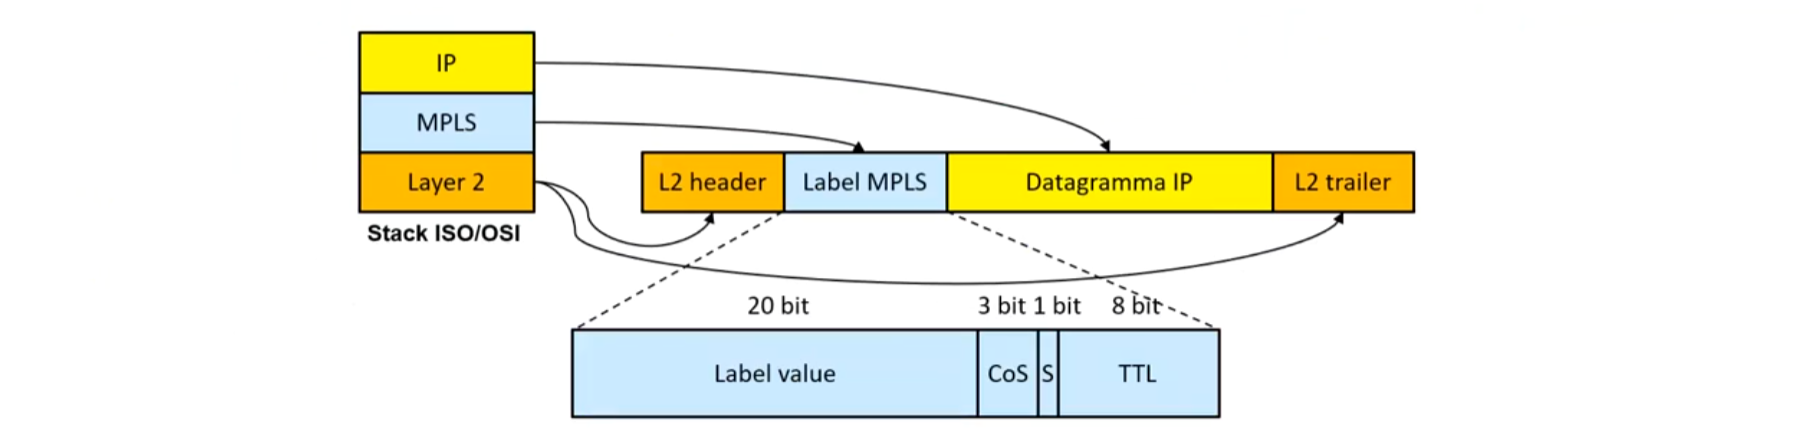 IP
MPLS
Layer 2
Stack ISO/OSI
L2 header
Label MPLS
Datagramma IP
L2 trailer
20 bit
3 bit
1 bit
8 bit
Label value
CoS
S
TTL